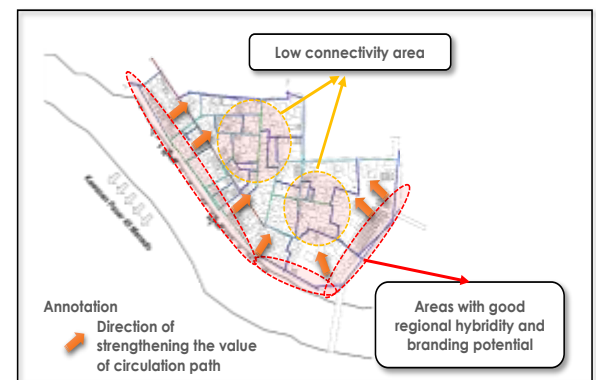 Low connectivity area
Areas with good
regional hybridity and
branding potential
Annotation
Direction of
strengthening the value
of circulation path